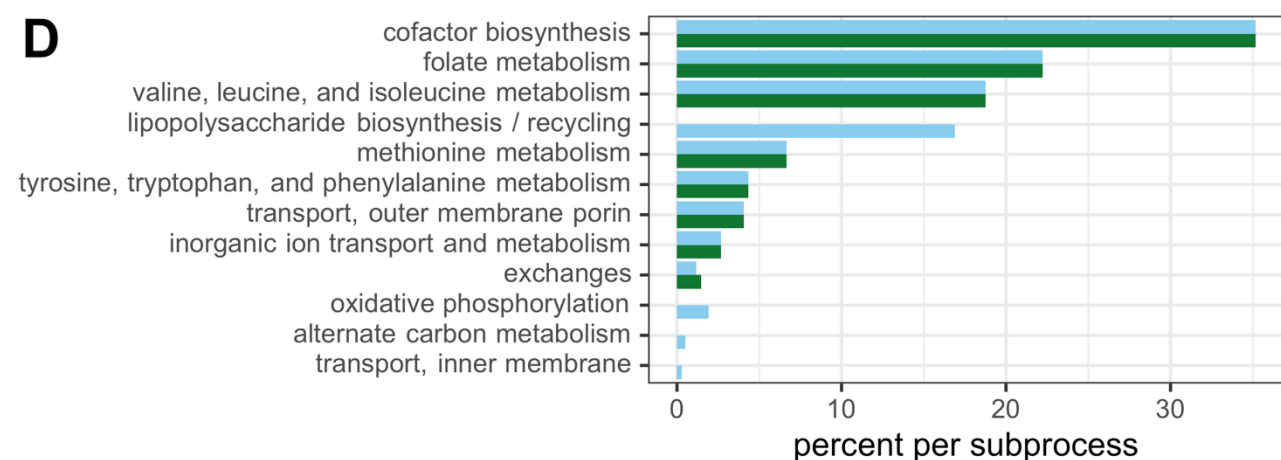 D
cofactor biosynthesis
folate metabolism
valine, leucine, and isoleucine metabolism
lipopolysaccharide biosynthesis / recycling
methionine metabolism
tyrosine, tryptophan, and phenylalanine metabolism
transport, outer membrane porin
inorganic ion transport and metabolism
exchanges
oxidative phosphorylation
alternate carbon metabolism
transport, inner membrane
0 10 20 30
percent per subprocess